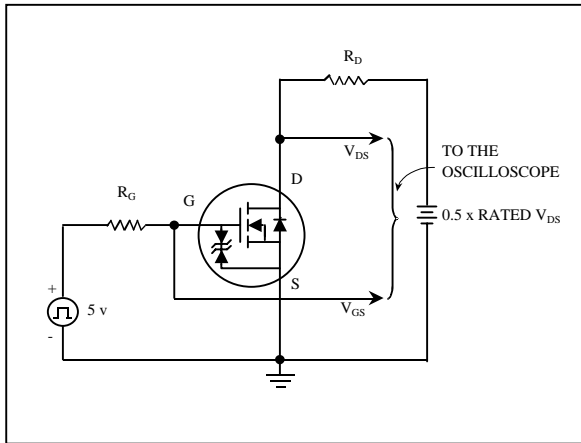 R_D
V_DS
TO THE
OSCILLOSCOPE
D
R_G
G
0.5 x RATED V_DS
S
+
5 v
-
V_GS